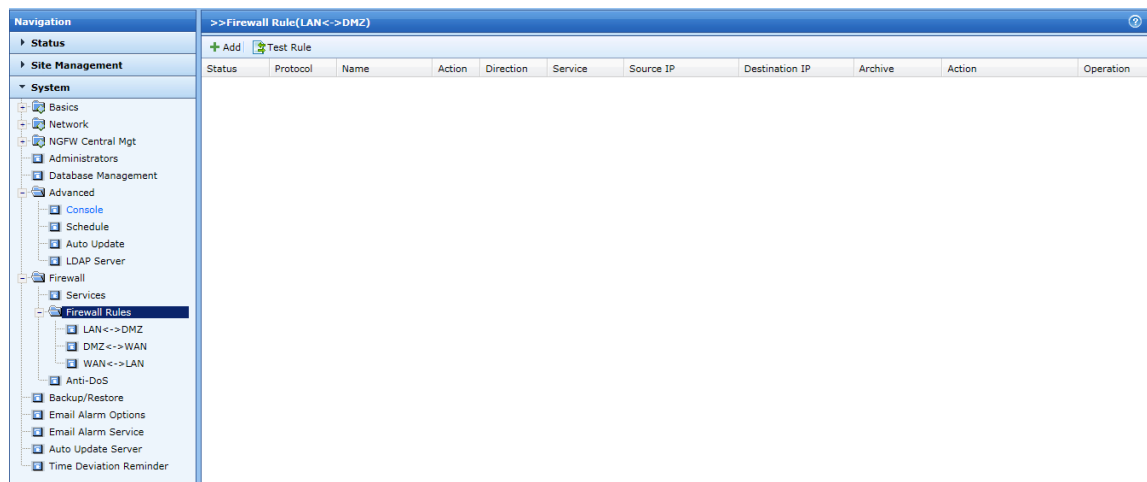 Navigation
Status
Site Management
System
Basics
Network
NGFW Central Mgt
Administrators
Database Management
Advanced
Console
Schedule
Auto Update
LDAP Server
Firewall
Services
Firewall Rules
LAN<->DMZ
DMZ<->WAN
WAN<->LAN
Anti-DoS
Backup/Restore
Email Alarm Options
Email Alarm Service
Auto Update Server
Time Deviation Reminder
>>Firewall Rule(LAN<->DMZ)
Add Test Rule
Status Protocol Name Action Direction Service Source IP Destination IP Archive Action Operation